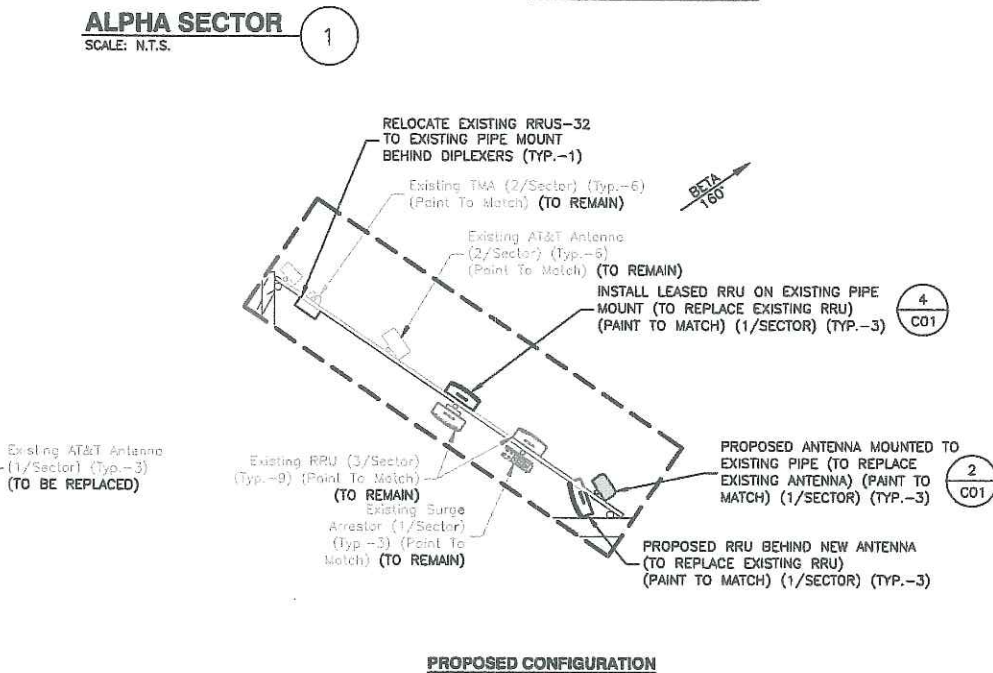 ALPHA SECTOR
SCALE: N.T.S.
1
RELOCATE EXISTING RRUS-32
TO EXISTING PIPE MOUNT
BEHIND DIPLEXERS (TYP.-1)
Existing TMA (2/Sector) (Typ.-6)
(Paint To Match) (TO REMAIN)
BETA
160°
Existing AT&T Antenna
(2/Sector) (Typ.-6)
(Paint To Match) (TO REMAIN)
INSTALL LEASED RRU ON EXISTING PIPE
MOUNT (TO REPLACE EXISTING RRU)
(PAINT TO MATCH) (1/SECTOR) (TYP.-3)
4
C01
Existing AT&T Antenna
(1/Sector) (Typ.-3)
(TO BE REPLACED)
Existing RRU (3/Sector)
(Typ.-9) (Paint To Match)
(TO REMAIN)
Existing Surge
Arrestor (1/Sector)
(Typ.-3) (Paint To
Match) (TO REMAIN)
PROPOSED ANTENNA MOUNTED TO
EXISTING PIPE (TO REPLACE
EXISTING ANTENNA) (PAINT TO
MATCH) (1/SECTOR) (TYP.-3)
2
C01
PROPOSED RRU BEHIND NEW ANTENNA
(TO REPLACE EXISTING RRU)
(PAINT TO MATCH) (1/SECTOR) (TYP.-3)
PROPOSED CONFIGURATION